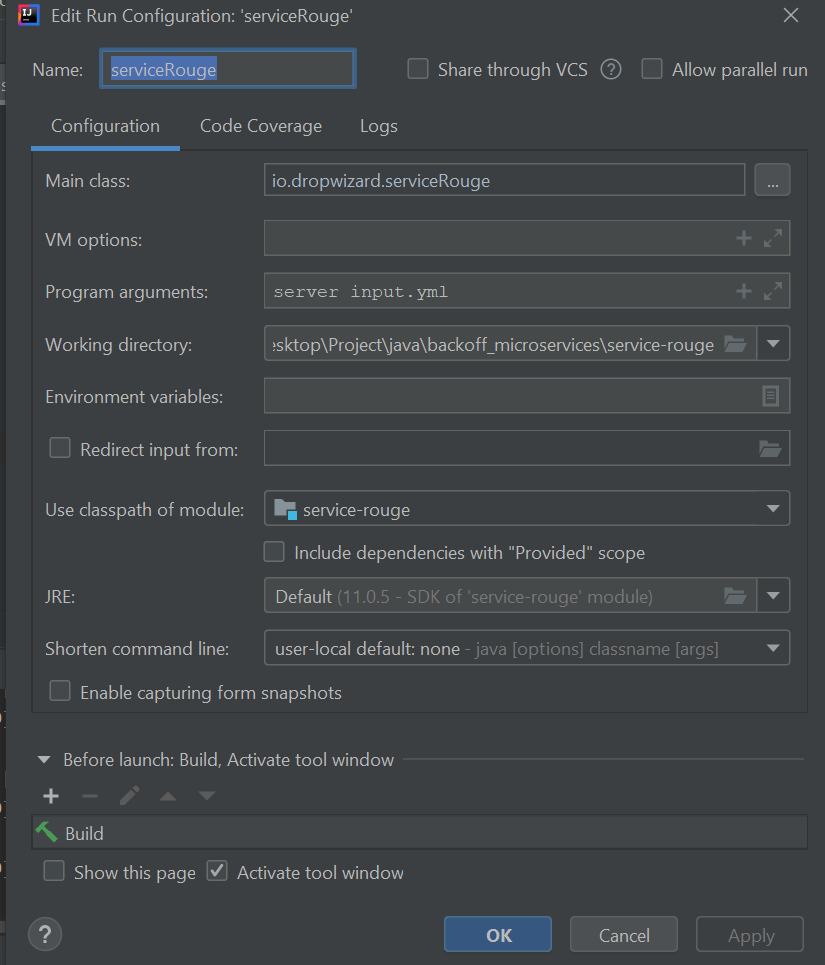 Edit Run Configuration: 'serviceRouge'
Name: serviceRouge Share through VCS ? Allow parallel run
Configuration Code Coverage Logs
Main class: io.dropwizard.serviceRouge ...
VM options:
Program arguments: server input.yml
Working directory: esktop\Project\java\backoff_microservices\service-rouge
Environment variables:
Redirect input from:
Use classpath of module: service-rouge
Include dependencies with "Provided" scope
JRE: Default (11.0.5 - SDK of 'service-rouge' module)
Shorten command line: user-local default: none - java [options] classname [args]
Enable capturing form snapshots
Before launch: Build, Activate tool window
Build
Show this page Activate tool window
? OK Cancel Apply